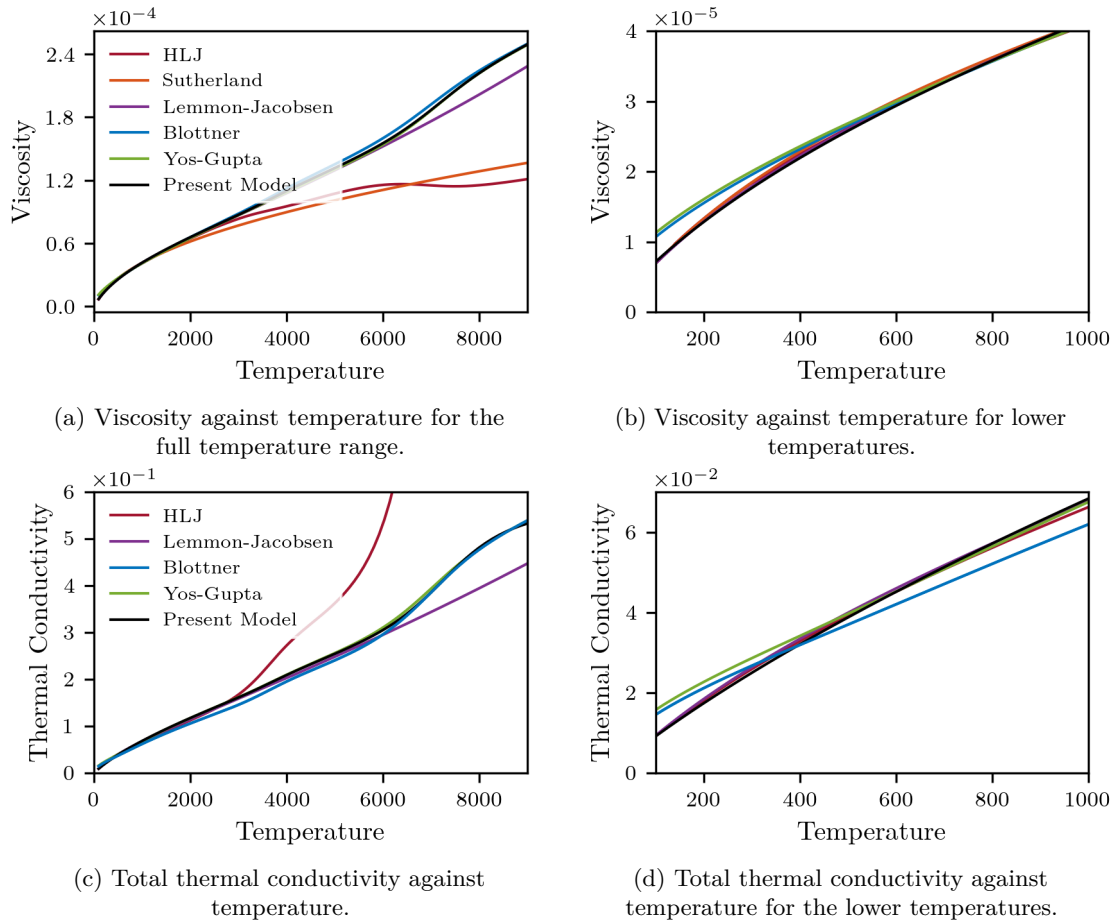 ×10⁻⁴
2.4
1.8
1.2
0.6
0.0
Viscosity
HLJ
Sutherland
Lemmon-Jacobsen
Blottner
Yos-Gupta
Present Model
0 2000 4000 6000 8000
Temperature
(a) Viscosity against temperature for the
full temperature range.
×10⁻⁵
4
3
2
1
0
Viscosity
200 400 600 800 1000
Temperature
(b) Viscosity against temperature for lower
temperatures.
×10⁻¹
6
5
4
3
2
1
0
Thermal Conductivity
HLJ
Lemmon-Jacobsen
Blottner
Yos-Gupta
Present Model
0 2000 4000 6000 8000
Temperature
(c) Total thermal conductivity against
temperature.
×10⁻²
6
4
2
0
Thermal Conductivity
200 400 600 800 1000
Temperature
(d) Total thermal conductivity against
temperature for the lower temperatures.